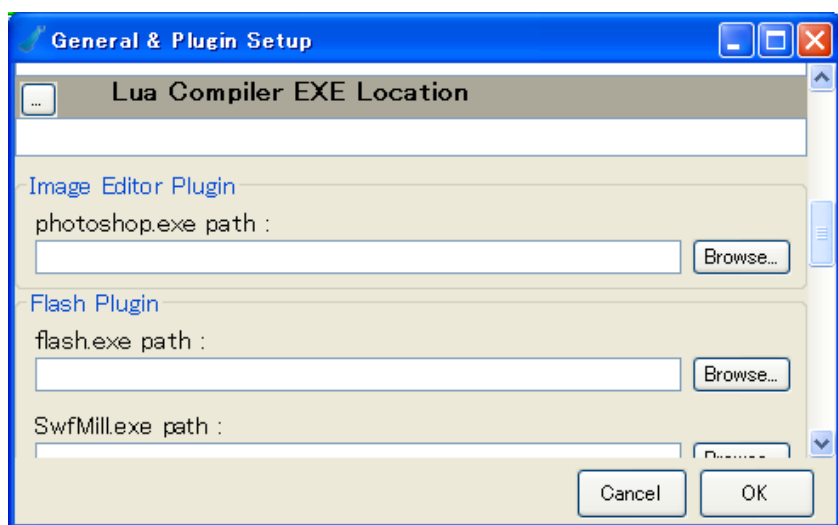 General & Plugin Setup
... Lua Compiler EXE Location
Image Editor Plugin
photoshop.exe path :
Browse...
Flash Plugin
flash.exe path :
Browse...
SwfMill.exe path :
Browse...
Cancel OK